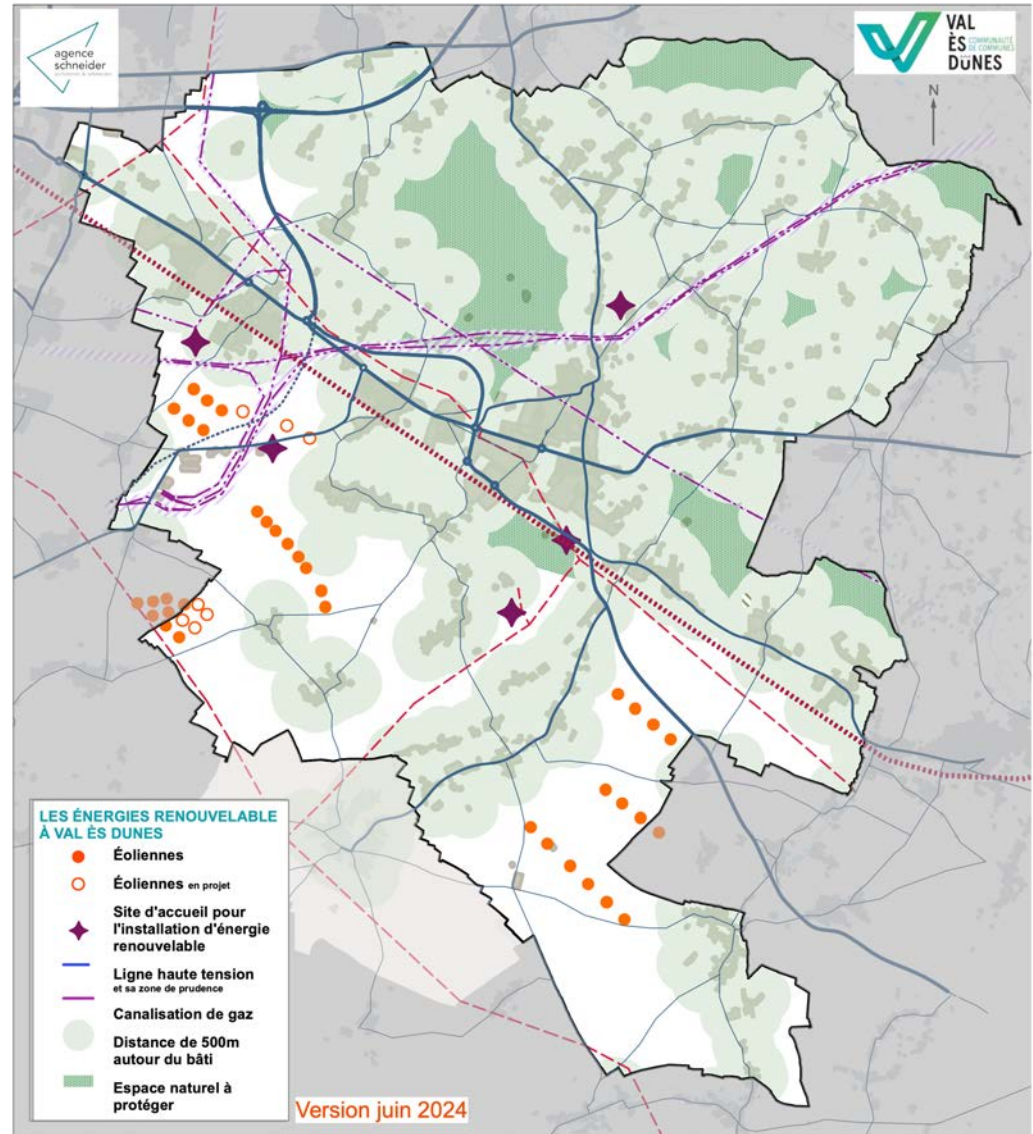 agence
schneider
VAL
ÈS COMMUNAUTÉ
DE COMMUNES
DUNES
N
LES ÉNERGIES RENOUVELABLE
À VAL ÈS DUNES
Éoliennes
Éoliennes en projet
Site d'accueil pour
l'installation d'énergie
renouvelable
Ligne haute tension
et sa zone de prudence
Canalisation de gaz
Distance de 500m
autour du bâti
Espace naturel à
protéger
Version juin 2024